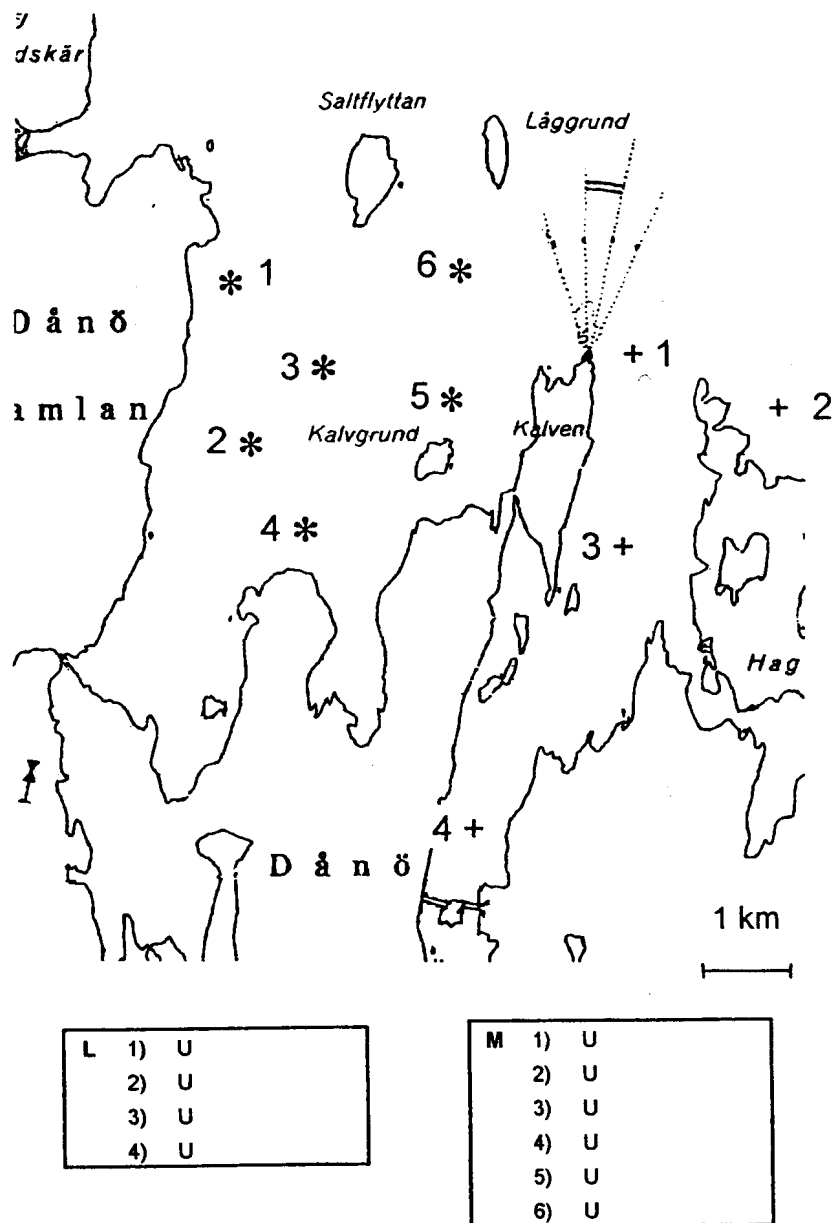 dskär
Saltflyttan
Låggrund
* 1
6 *
Dånö
+ 1
3 *
5 *
+ 2
amlan
2 *
Kalvgrund
Kalven
4 *
3 +
Hag
4 +
Dånö
1 km
L 1) U
2) U
3) U
4) U
M 1) U
2) U
3) U
4) U
5) U
6) U